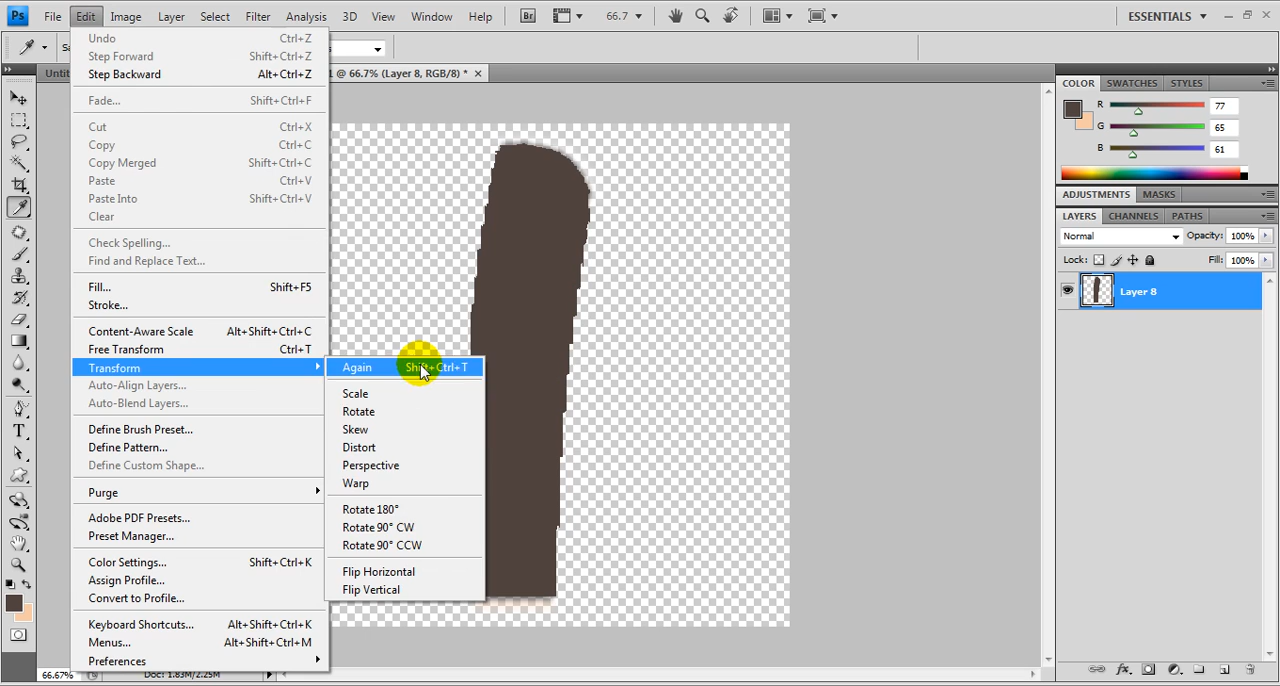 Ps File Edit Image Layer Select Filter Analysis 3D View Window Help Br 66.7 ESSENTIALS
1 @ 66.7% (Layer 8, RGB/8) *
Undo Ctrl+Z
Step Forward Shift+Ctrl+Z
Step Backward Alt+Ctrl+Z
Fade... Shift+Ctrl+F
Cut Ctrl+X
Copy Ctrl+C
Copy Merged Shift+Ctrl+C
Paste Ctrl+V
Paste Into Shift+Ctrl+V
Clear
Check Spelling...
Find and Replace Text...
Fill... Shift+F5
Stroke...
Content-Aware Scale Alt+Shift+Ctrl+C
Free Transform Ctrl+T
Transform
Auto-Align Layers...
Auto-Blend Layers...
Define Brush Preset...
Define Pattern...
Define Custom Shape...
Purge
Adobe PDF Presets...
Preset Manager...
Color Settings... Shift+Ctrl+K
Assign Profile...
Convert to Profile...
Keyboard Shortcuts... Alt+Shift+Ctrl+K
Menus... Alt+Shift+Ctrl+M
Preferences
Again Shift+Ctrl+T
Scale
Rotate
Skew
Distort
Perspective
Warp
Rotate 180°
Rotate 90° CW
Rotate 90° CCW
Flip Horizontal
Flip Vertical
66.67% Doc: 1.83M/2.25M
COLOR SWATCHES STYLES
R 77
G 65
B 61
ADJUSTMENTS MASKS
LAYERS CHANNELS PATHS
Normal Opacity: 100%
Lock: Fill: 100%
Layer 8